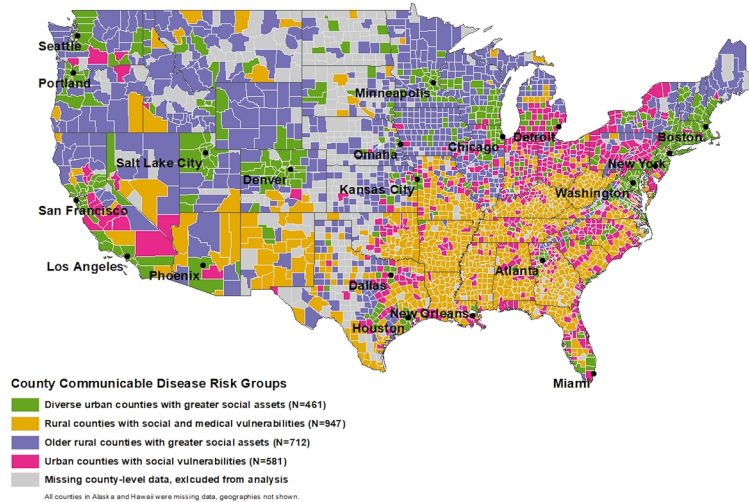 Seattle
Portland
Minneapolis
Detroit
Boston
Chicago
Omaha
New York
Salt Lake City
Denver
Kansas City
Washington
San Francisco
Los Angeles
Phoenix
Atlanta
Dallas
New Orleans
Houston
Miami
County Communicable Disease Risk Groups
Diverse urban counties with greater social assets (N=461)
Rural counties with social and medical vulnerabilities (N=947)
Older rural counties with greater social assets (N=712)
Urban counties with social vulnerabilities (N=581)
Missing county-level data, exlcuded from analysis
All counties in Alaska and Hawaii were missing data, geographies not shown.